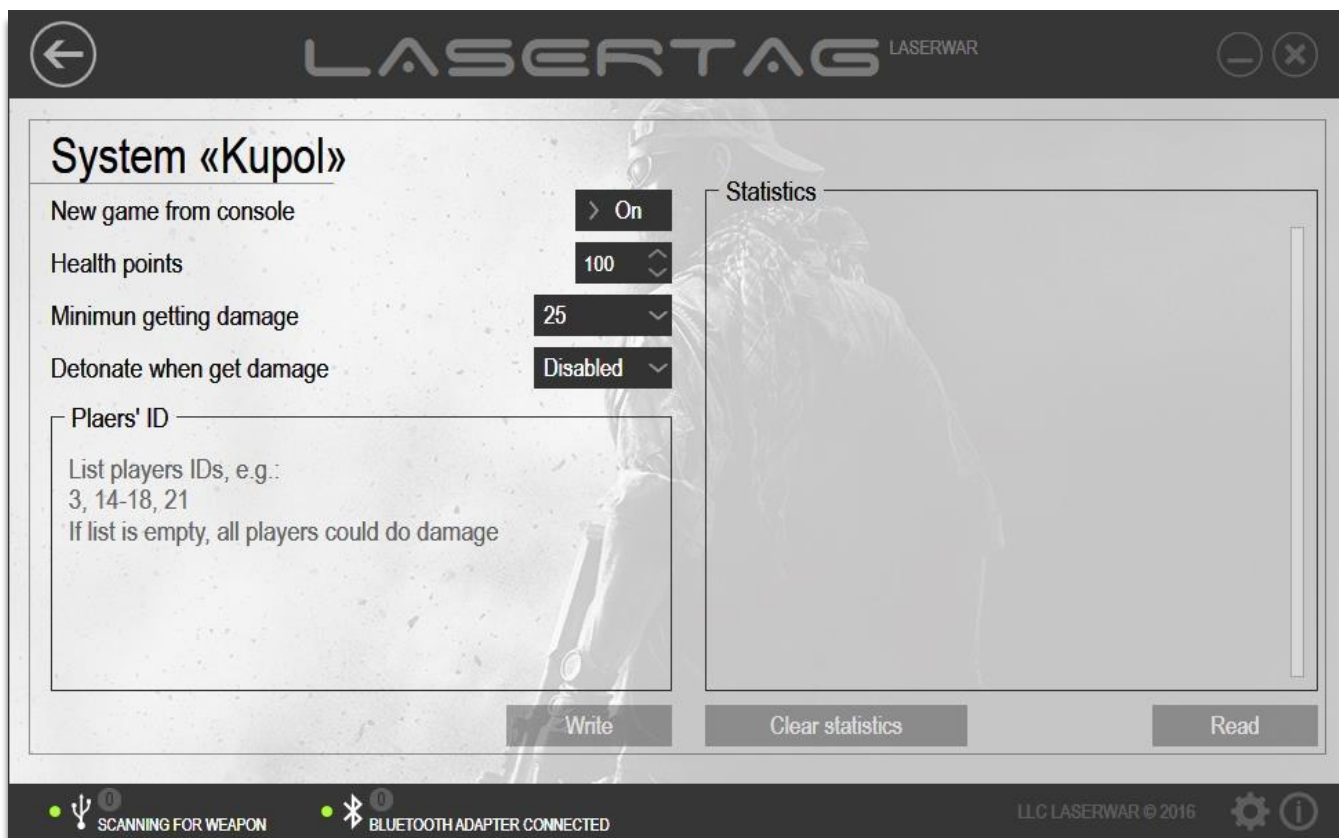 LASERTAG LASERWAR
System «Kupol»
New game from console
> On
Health points
100
Minimun getting damage
25
Detonate when get damage
Disabled
Plaers' ID
List players IDs, e.g.:
3, 14-18, 21
If list is empty, all players could do damage
Write
Statistics
Clear statistics
Read
0
SCANNING FOR WEAPON
0
BLUETOOTH ADAPTER CONNECTED
LLC LASERWAR © 2016